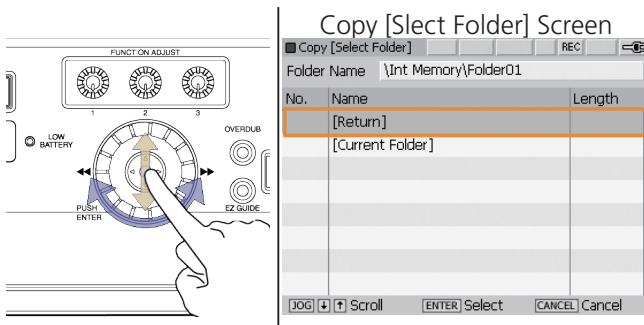 FUNCTION ADJUST
1 2 3
LOW BATTERY
OVERDUB
PUSH ENTER
EZ GUIDE
Copy [Slect Folder] Screen
Copy [Select Folder] REC
Folder Name \Int Memory\Folder01
No. Name Length
[Return]
[Current Folder]
JOG Scroll ENTER Select CANCEL Cancel